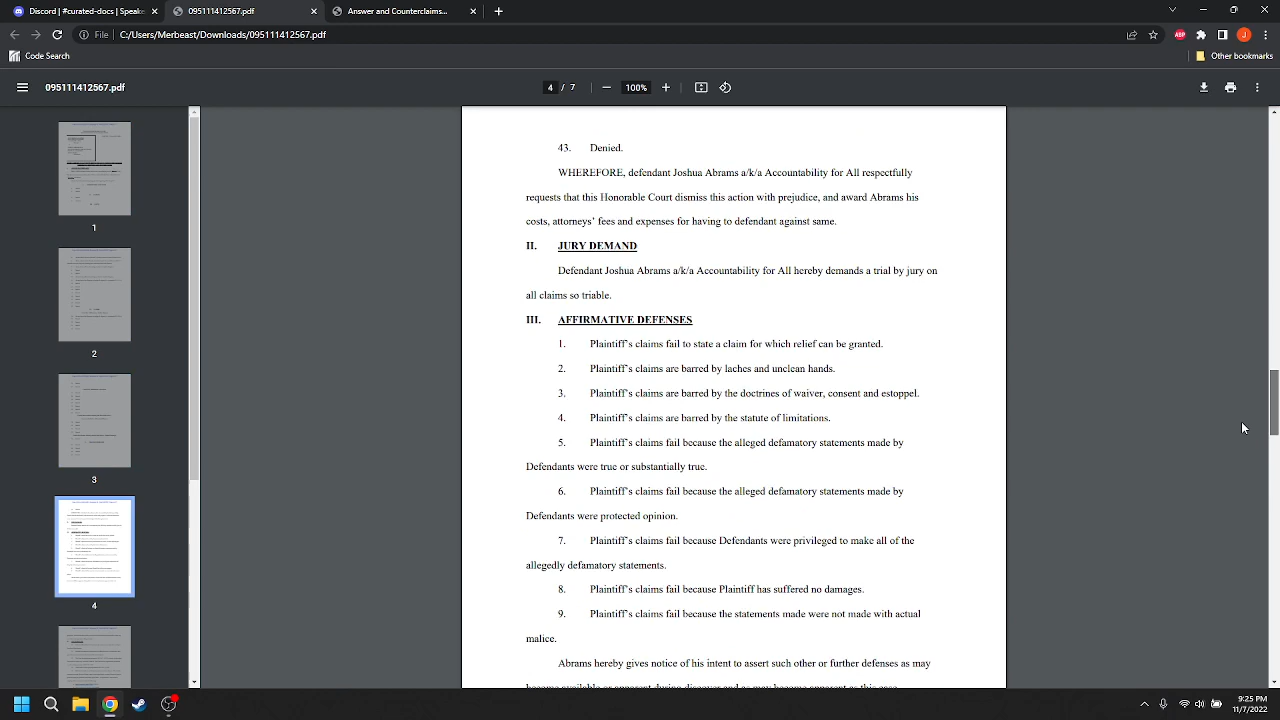 Discord | #curated-docs | Speake
095111412567.pdf
Answer and Counterclaims...
File
C:/Users/Merbeast/Downloads/095111412567.pdf
ABP
J
Code Search
Other bookmarks
095111412567.pdf
4 / 7
100%
1
2
3
4
43. Denied.
WHEREFORE, defendant Joshua Abrams a/k/a Accountability for All respectfully
requests that this Honorable Court dismiss this action with prejudice, and award Abrams his
costs, attorneys' fees and expenses for having to defendant against same.
II. JURY DEMAND
Defendant Joshua Abrams a/k/a Accountability for All hereby demands a trial by jury on
all claims so triable.
III. AFFIRMATIVE DEFENSES
1. Plaintiff's claims fail to state a claim for which relief can be granted.
2. Plaintiff's claims are barred by laches and unclean hands.
3. Plaintiff's claims are barred by the doctrines of waiver, consent and estoppel.
4. Plaintiff's claims are barred by the statute of limitations.
5. Plaintiff's claims fail because the alleged defamatory statements made by
Defendants were true or substantially true.
Plaintiff's claims fail because the alleged defamatory statements made by
Defendants were protected opinion.
7. Plaintiff's claims fail because Defendants were privileged to make all of the
allegedly defamatory statements.
8. Plaintiff's claims fail because Plaintiff has suffered no damages.
9. Plaintiff's claims fail because the statements made were not made with actual
malice.
Abrams hereby gives notice of his intent to assert additional or further defenses as may
9:25 PM
11/7/2022